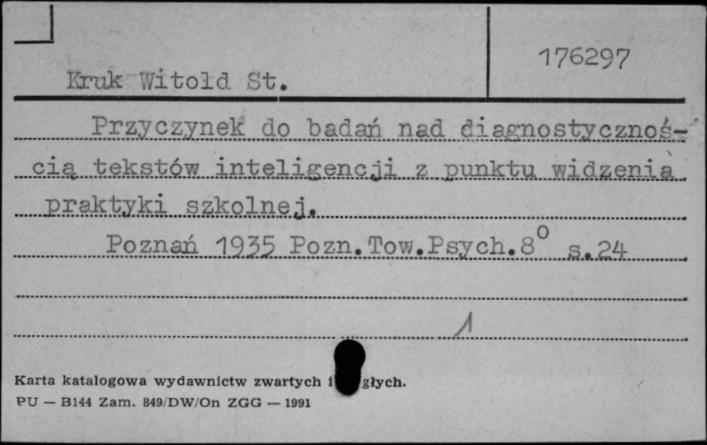 176297
Kruk Witold St.
Przyczynek do badań nad diagnostycznoś-
cią tekstów inteligencji z punktu widzenia
praktyki szkolnej.
Poznań 1935 Pozn.Tow.Psych.8° s.24
1
Karta katalogowa wydawnictw zwartych i głych.
PU — B144 Zam. 849/DW/On ZGG — 1991